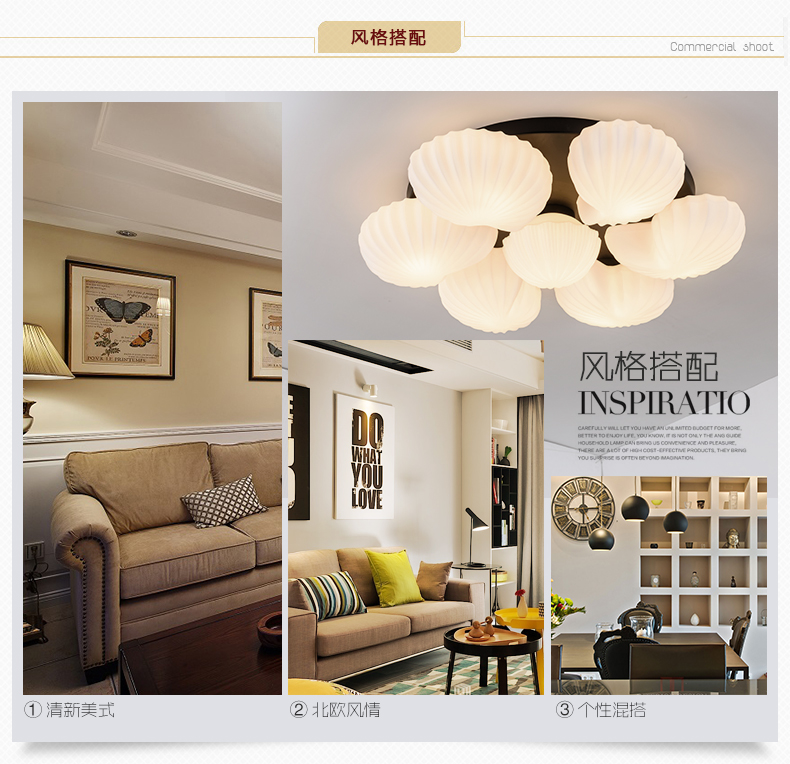 风格搭配
Commercial shoot
风格搭配
INSPIRATIO
CAREFULLY WILL LET YOU HAVE AN UNLIMITED BUDGET FOR MORE,
BETTER TO ENJOY LIFE, YOU KNOW, IT IS NOT ONLY THE ANG GUIDE
HOUSEHOLD LAMP CAN BRING US CONVENIENCE AND PLEASURE,
THERE ARE A LOT OF HIGH COST-EFFECTIVE PRODUCTS, THEY BRING
YOU SURPRISE IS OFTEN BEYOND IMAGINATION.
DO
WHAT
YOU
LOVE
① 清新美式
② 北欧风情
③ 个性混搭